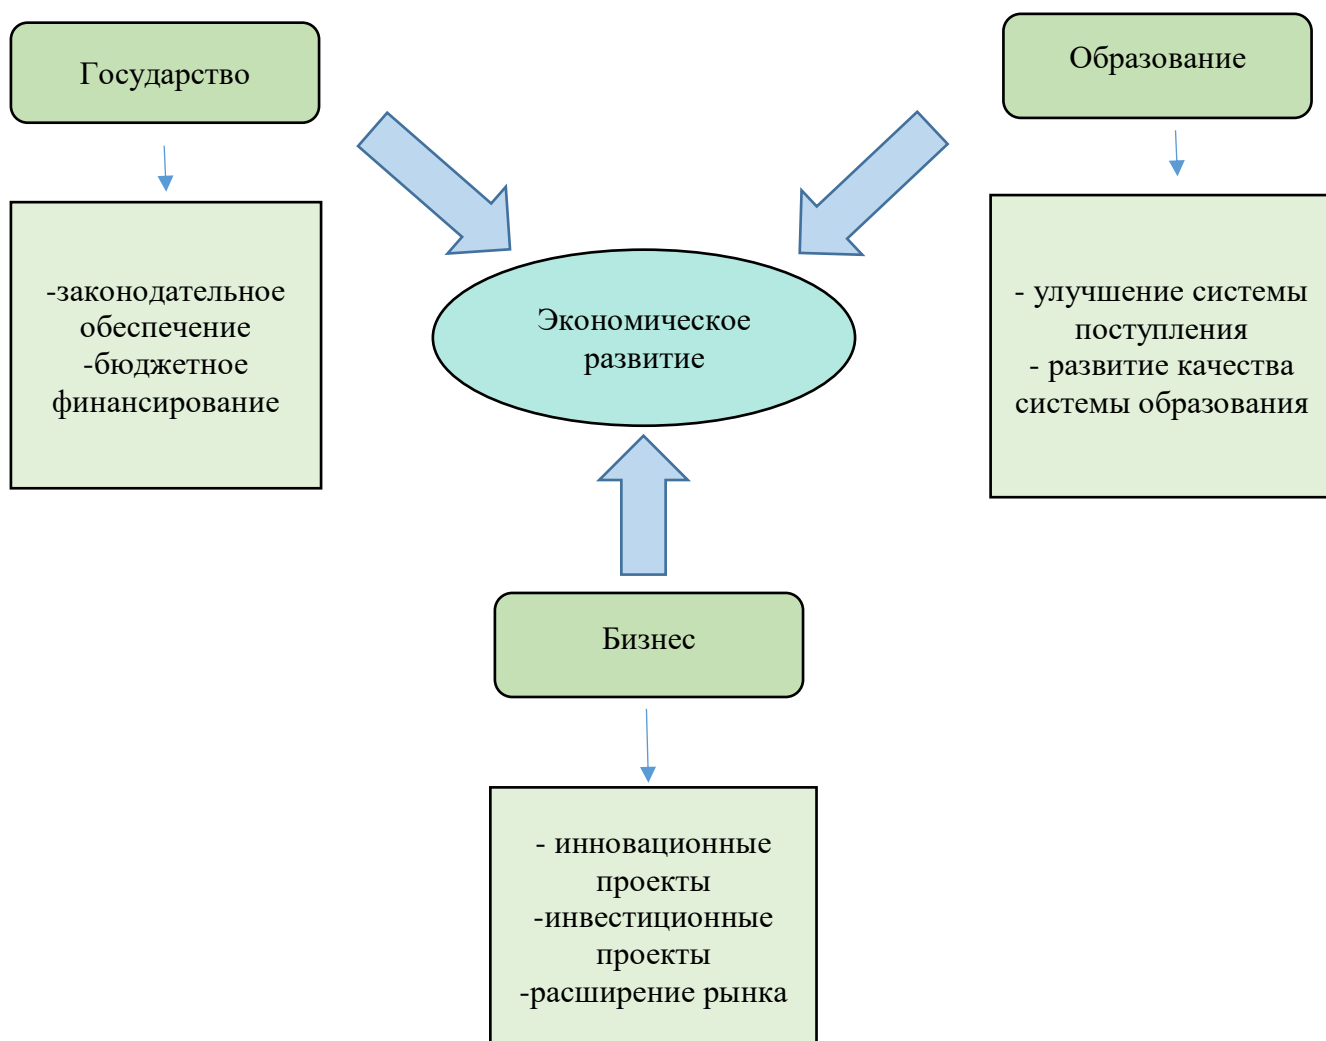 Государство
-законодательное
обеспечение
-бюджетное
финансирование
Образование
- улучшение системы
поступления
- развитие качества
системы образования
Экономическое
развитие
Бизнес
- инновационные
проекты
-инвестиционные
проекты
-расширение рынка